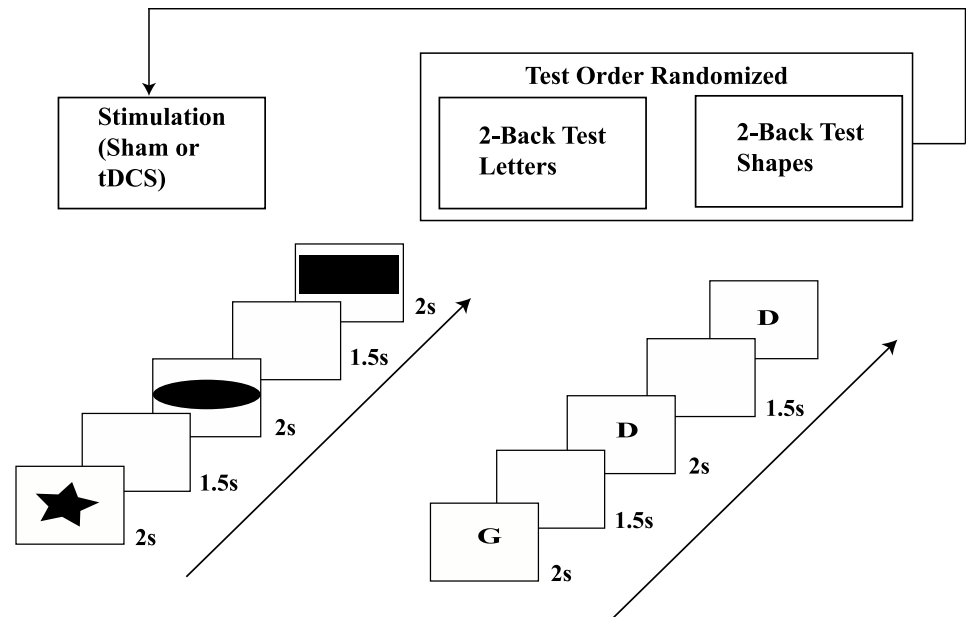 Test Order Randomized
Stimulation
(Sham or
tDCS)
2-Back Test
Letters
2-Back Test
Shapes
2s
1.5s
2s
1.5s
2s
D
1.5s
D
2s
1.5s
G
2s